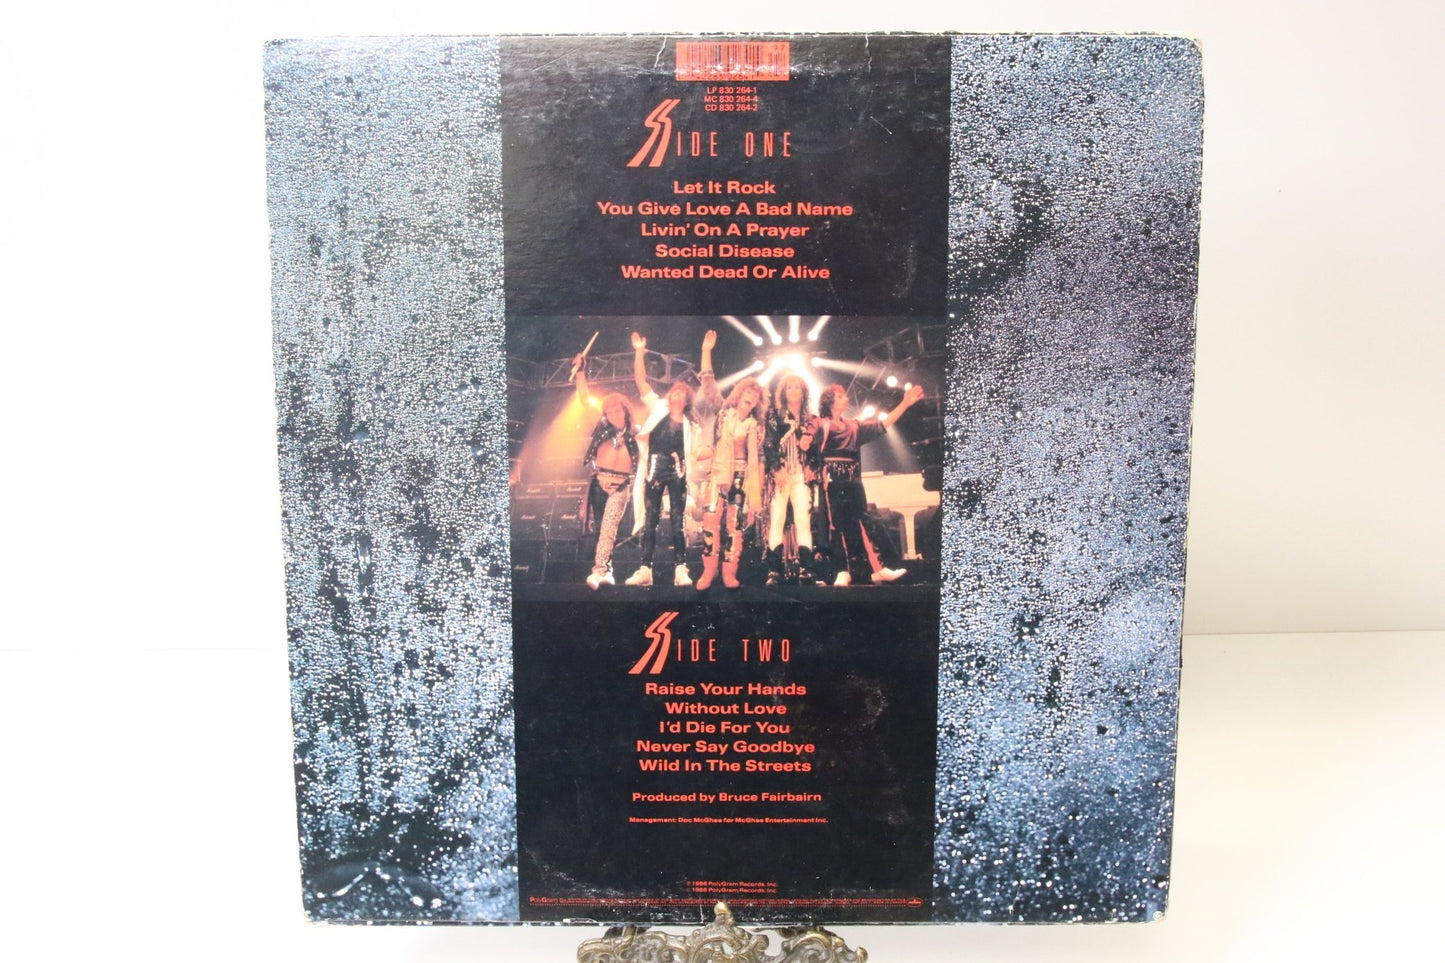 LP 830 264-1
MC 830 264-4
CD 830 264-2
SIDE ONE
Let It Rock
You Give Love A Bad Name
Livin' On A Prayer
Social Disease
Wanted Dead Or Alive
SIDE TWO
Raise Your Hands
Without Love
I'd Die For You
Never Say Goodbye
Wild In The Streets
Produced by Bruce Fairbairn
Management: Doc McGhee for McGhee Entertainment Inc.
℗ 1986 PolyGram Records, Inc.
© 1986 PolyGram Records, Inc.
PolyGram